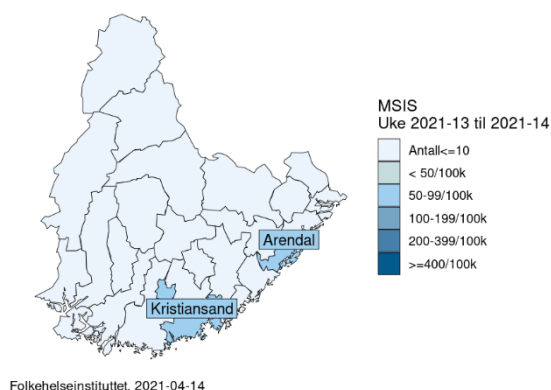 MSIS
Uke 2021-13 til 2021-14
Antall<=10
< 50/100k
50-99/100k
100-199/100k
200-399/100k
>=400/100k
Arendal
Kristiansand
Folkehelseinstituttet, 2021-04-14